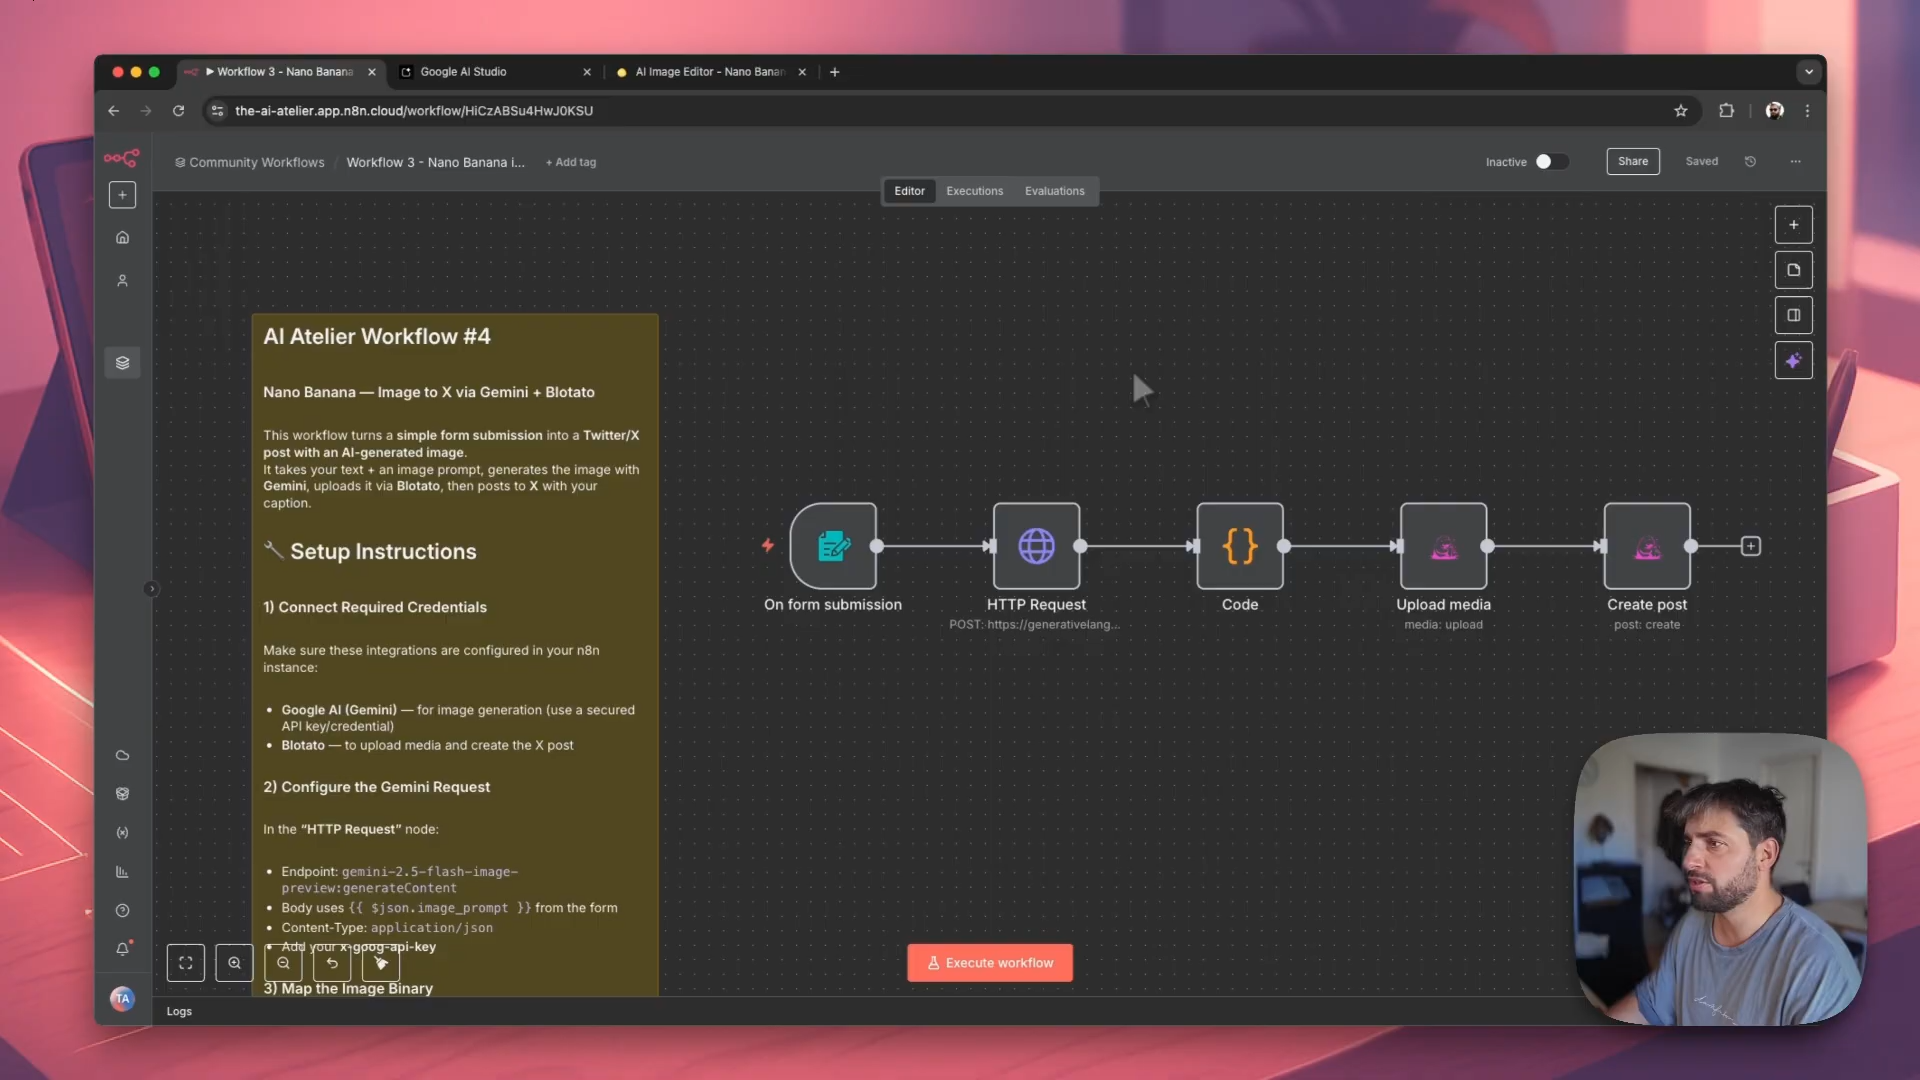 Workflow 3 - Nano Banana
Google AI Studio
AI Image Editor - Nano Banan
the-ai-atelier.app.n8n.cloud/workflow/HiCzABSu4HwJ0KSU
Community Workflows / Workflow 3 - Nano Banana i... + Add tag
Inactive
Share
Saved
Editor
Executions
Evaluations
AI Atelier Workflow #4
Nano Banana — Image to X via Gemini + Blotato
This workflow turns a simple form submission into a Twitter/X
post with an AI-generated image.
It takes your text + an image prompt, generates the image with
Gemini, uploads it via Blotato, then posts to X with your
caption.
Setup Instructions
1) Connect Required Credentials
Make sure these integrations are configured in your n8n
instance:
• Google AI (Gemini) — for image generation (use a secured
API key/credential)
• Blotato — to upload media and create the X post
2) Configure the Gemini Request
In the “HTTP Request” node:
• Endpoint: gemini-2.5-flash-image-
preview:generateContent
• Body uses {{ $json.image_prompt }} from the form
• Content-Type: application/json
• Add your x-goog-api-key
3) Map the Image Binary
On form submission
HTTP Request
POST: https://generativelang...
Code
Upload media
media: upload
Create post
post: create
Execute workflow
TA
Logs